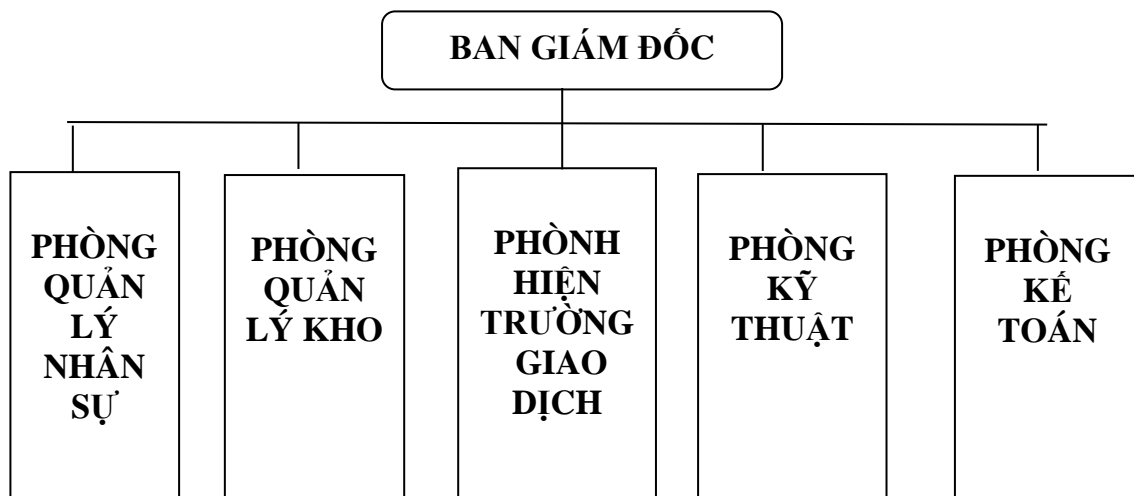 BAN GIÁM ĐỐC
PHÒNG
QUẢN
LÝ
NHÂN
SỰ
PHÒNG
QUẢN
LÝ KHO
PHÒNH
HIỆN
TRƯỜNG
GIAO
DỊCH
PHÒNG
KỸ
THUẬT
PHÒNG
KẾ
TOÁN